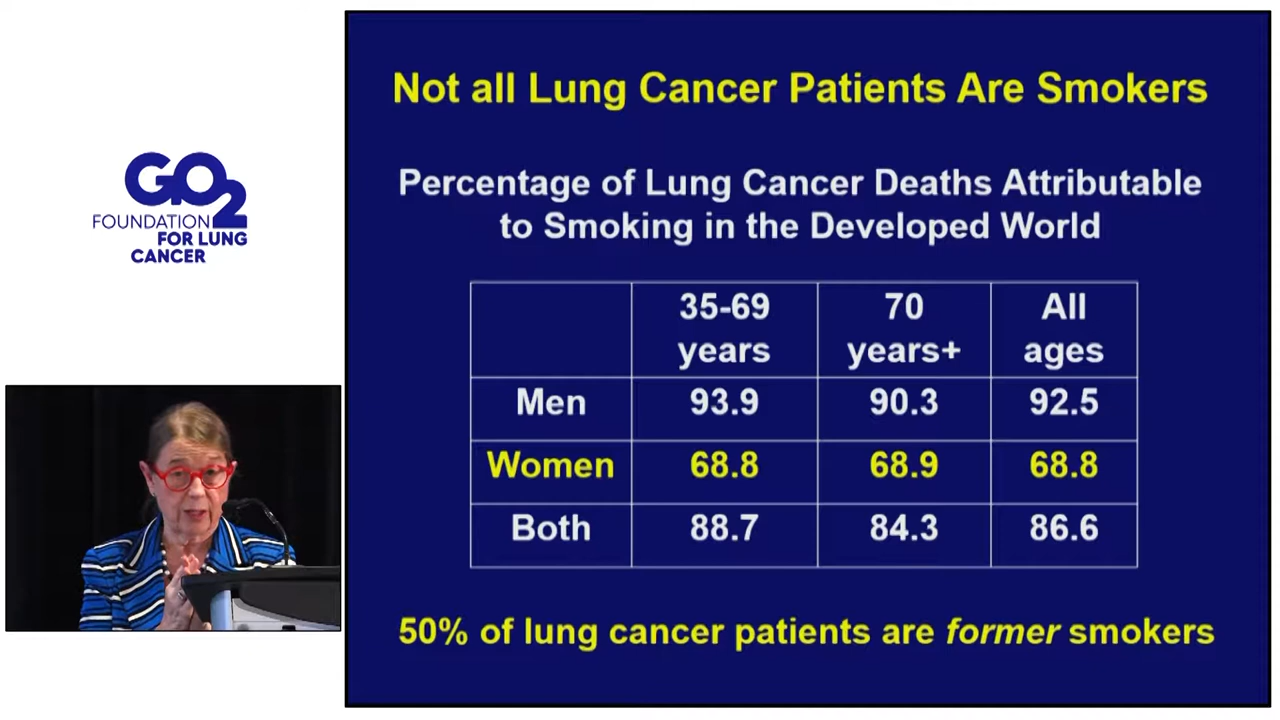 GO2
FOUNDATION
FOR LUNG
CANCER
Not all Lung Cancer Patients Are Smokers
Percentage of Lung Cancer Deaths Attributable
to Smoking in the Developed World
35-69 years 70 years+ All ages
Men 93.9 90.3 92.5
Women 68.8 68.9 68.8
Both 88.7 84.3 86.6
50% of lung cancer patients are former smokers